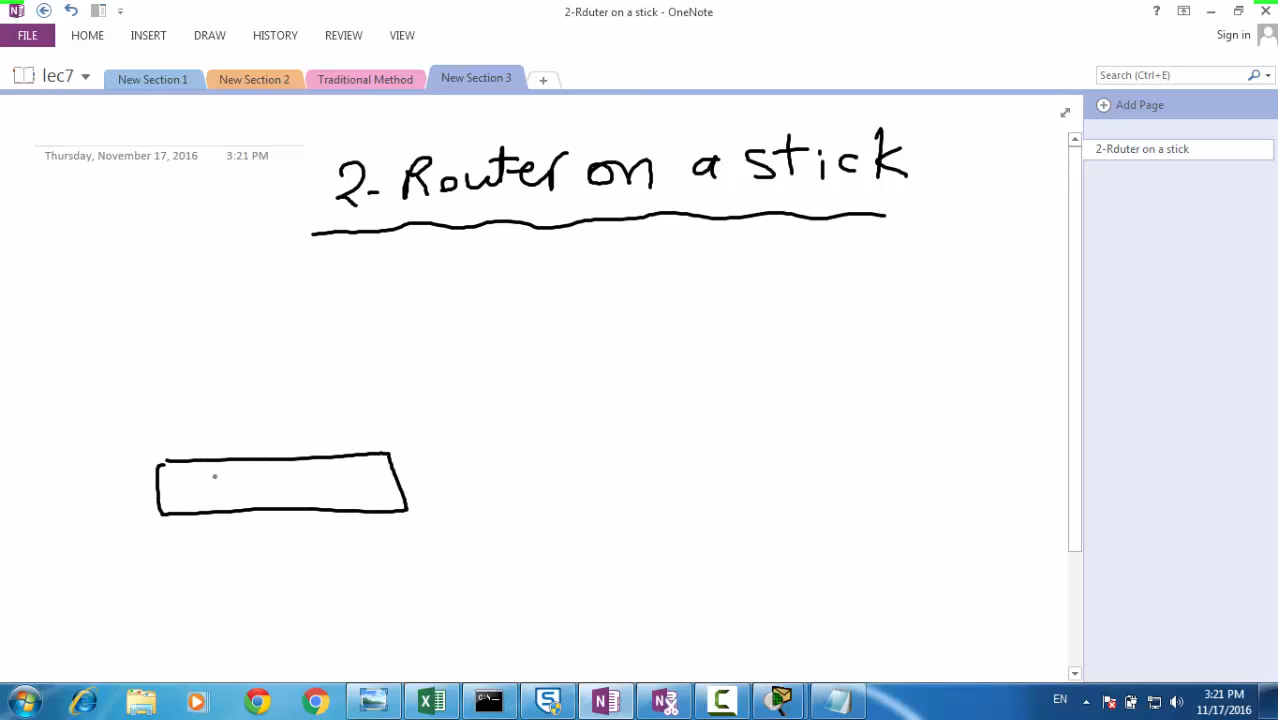 2-Rduter on a stick - OneNote
FILE HOME INSERT DRAW HISTORY REVIEW VIEW
Sign in
lec7 New Section 1 New Section 2 Traditional Method New Section 3
Search (Ctrl+E)
Add Page
2-Rduter on a stick
Thursday, November 17, 2016 3:21 PM
2- Router on a stick
EN
3:21 PM
11/17/2016